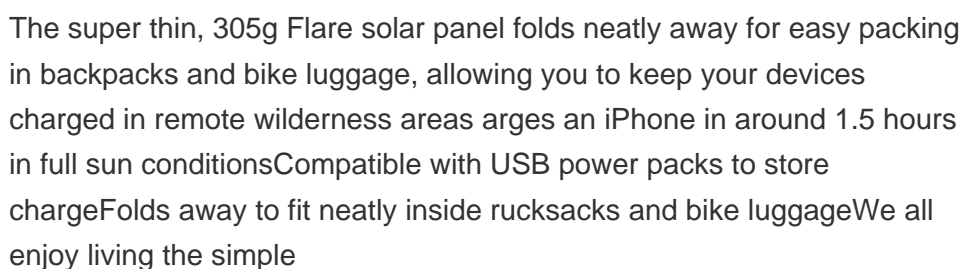 The super thin, 305g Flare solar panel folds neatly away for easy packing
in backpacks and bike luggage, allowing you to keep your devices
charged in remote wilderness areas arges an iPhone in around 1.5 hours
in full sun conditionsCompatible with USB power packs to store
chargeFolds away to fit neatly inside rucksacks and bike luggageWe all
enjoy living the simple